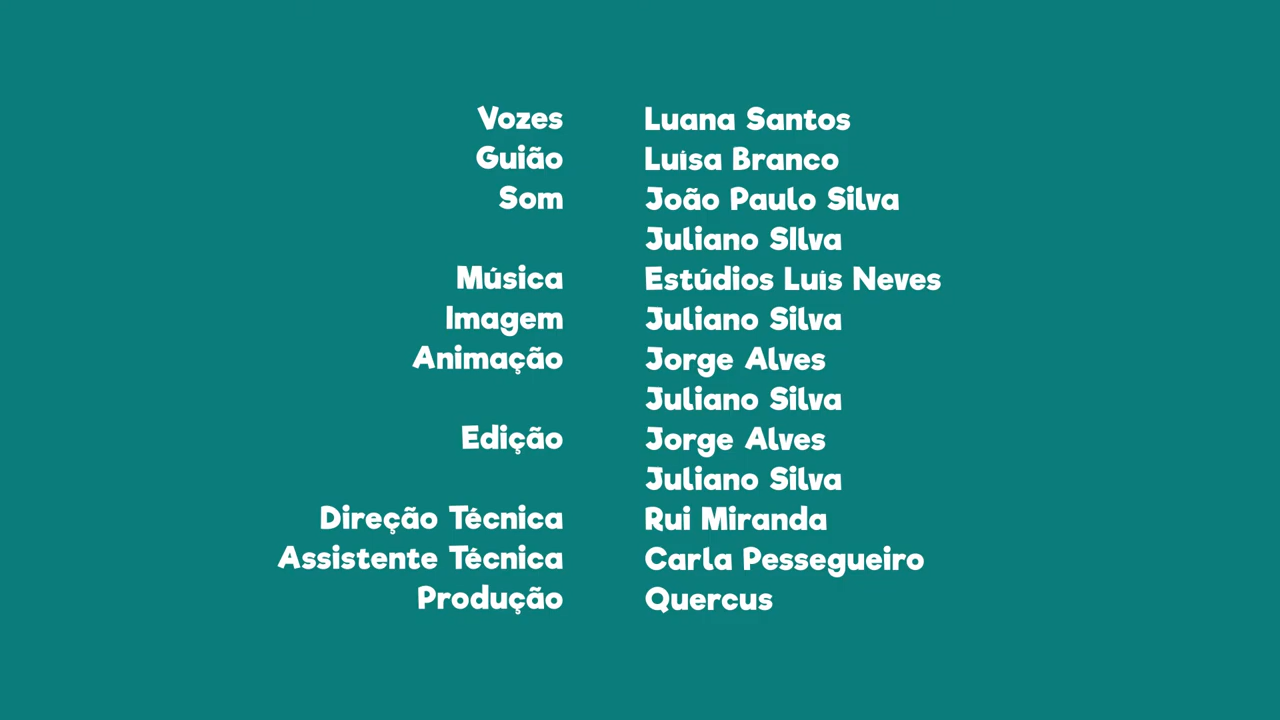 Vozes Luana Santos
Guião Luísa Branco
Som João Paulo Silva
Juliano SIlva
Música Estúdios Luís Neves
Imagem Juliano Silva
Animação Jorge Alves
Juliano Silva
Edição Jorge Alves
Juliano Silva
Direção Técnica Rui Miranda
Assistente Técnica Carla Pessegueiro
Produção Quercus